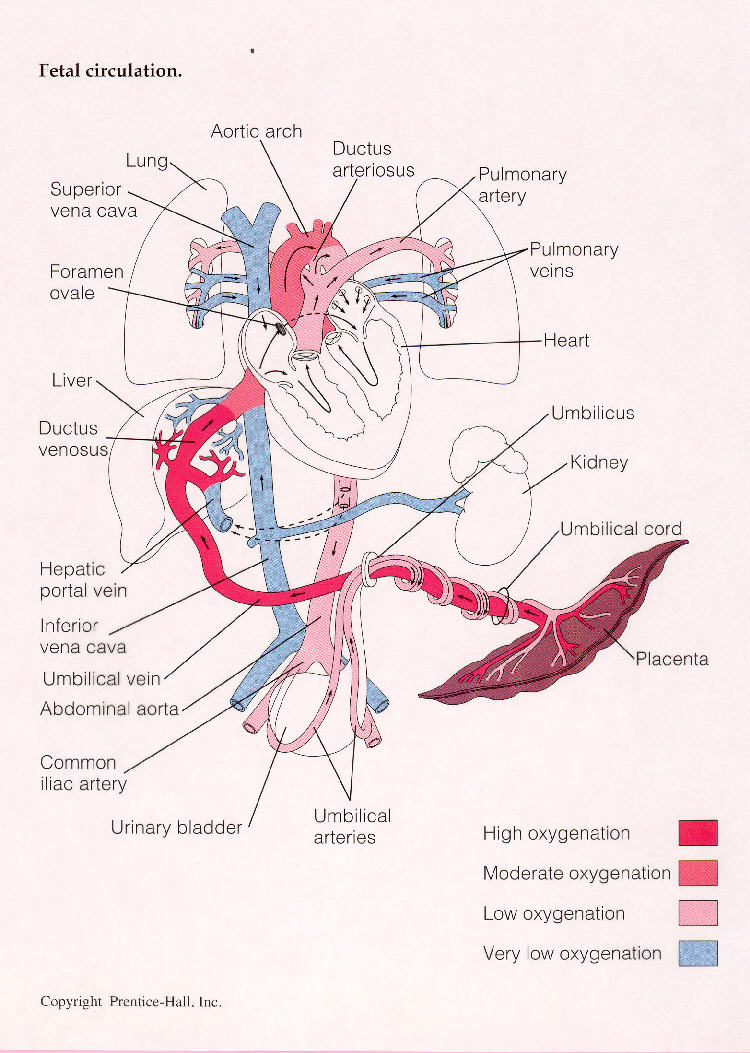 Fetal circulation.
Aortic arch
Ductus
arteriosus
Lung
Pulmonary
artery
Superior
vena cava
Pulmonary
veins
Foramen
ovale
Heart
Liver
Umbilicus
Ductus
venosus
Kidney
Umbilical cord
Hepatic
portal vein
Inferior
vena cava
Placenta
Umbilical vein
Abdominal aorta
Common
iliac artery
Umbilical
arteries
Urinary bladder
High oxygenation
Moderate oxygenation
Low oxygenation
Very low oxygenation
Copyright Prentice-Hall, Inc.